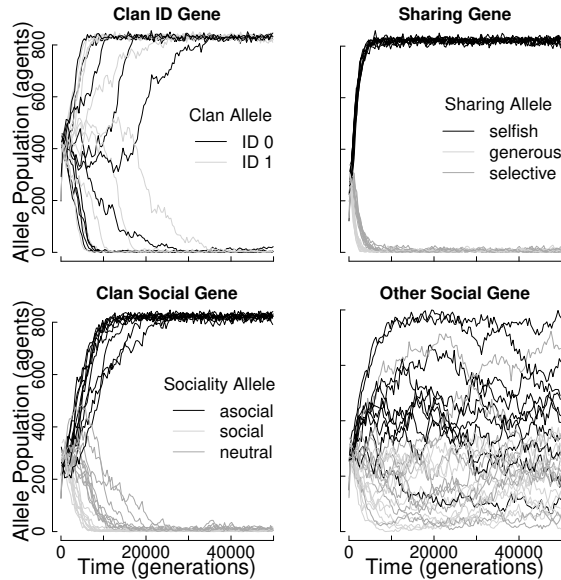 Clan ID Gene
Sharing Gene
Allele Population (agents)
0 200 400 600 800
Clan Allele
ID 0
ID 1
Sharing Allele
selfish
generous
selective
Clan Social Gene
Other Social Gene
Allele Population (agents)
0 200 400 600 800
Sociality Allele
asocial
social
neutral
0 20000 40000
0 20000 40000
Time (generations)
Time (generations)